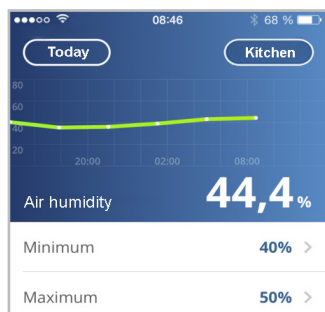 08:46 68 %
Today Kitchen
80
60
40
20
20:00 02:00 08:00
Air humidity 44,4 %
Minimum 40%
Maximum 50%